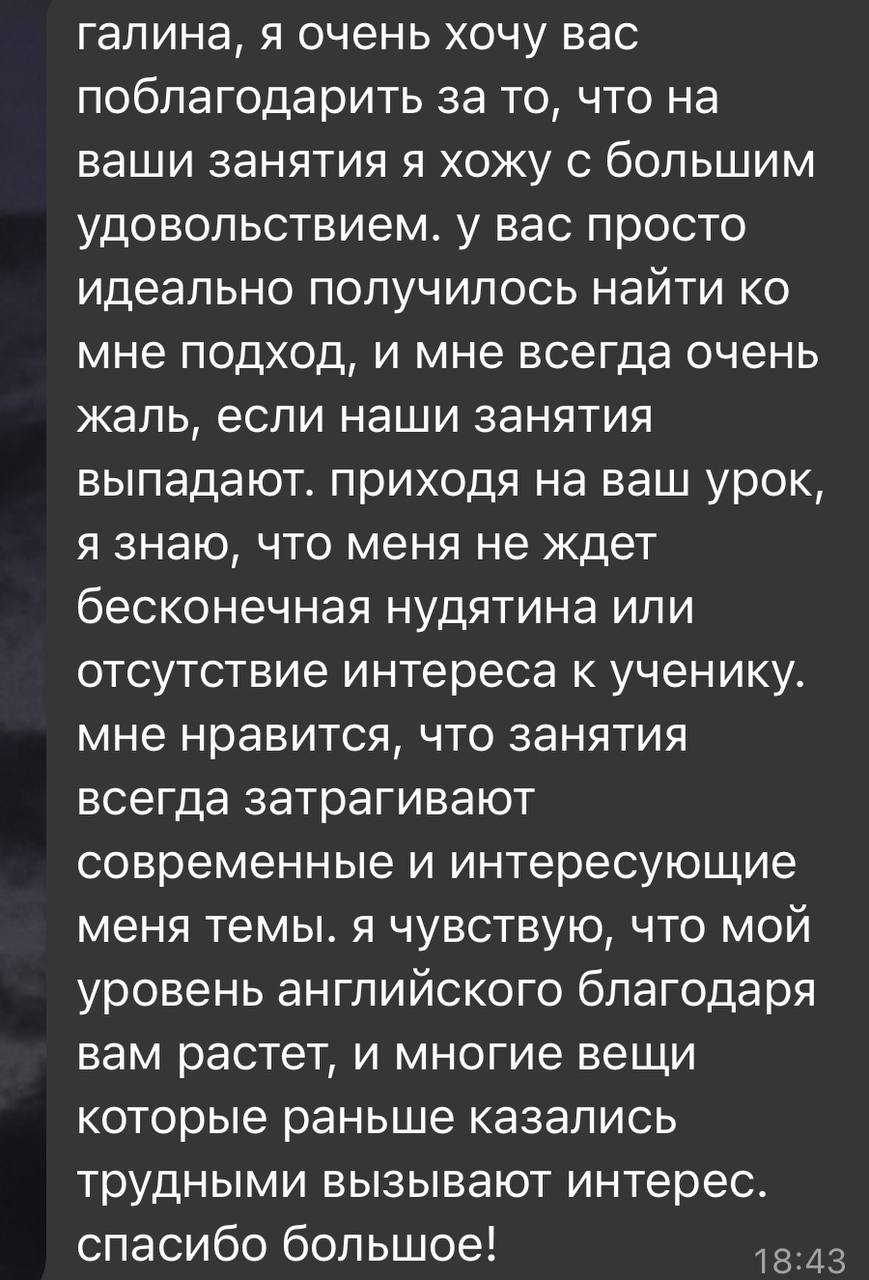 галина, я очень хочу вас
поблагодарить за то, что на
ваши занятия я хожу с большим
удовольствием. у вас просто
идеально получилось найти ко
мне подход, и мне всегда очень
жаль, если наши занятия
выпадают. приходя на ваш урок,
я знаю, что меня не ждет
бесконечная нудятина или
отсутствие интереса к ученику.
мне нравится, что занятия
всегда затрагивают
современные и интересующие
меня темы. я чувствую, что мой
уровень английского благодаря
вам растет, и многие вещи
которые раньше казались
трудными вызывают интерес.
спасибо большое!
18:43